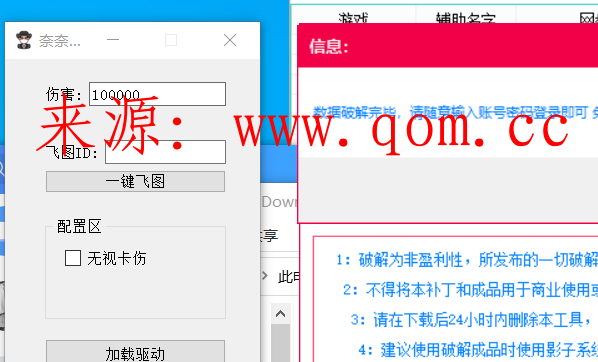 奈奈...
伤害: 100000
飞图ID:
一键飞图
配置区
无视卡伤
加载驱动
来源：www.qom.cc
游戏 辅助名字
信息：
数据破解完毕，请随意输入账号密码登录即可
Down
共享
此电
1：破解为非盈利性，所发布的一切破解
2：不得将本补丁和成品用于商业使用或
3：请在下载后24小时内删除本工具，
4：建议使用破解成品时使用影子系统